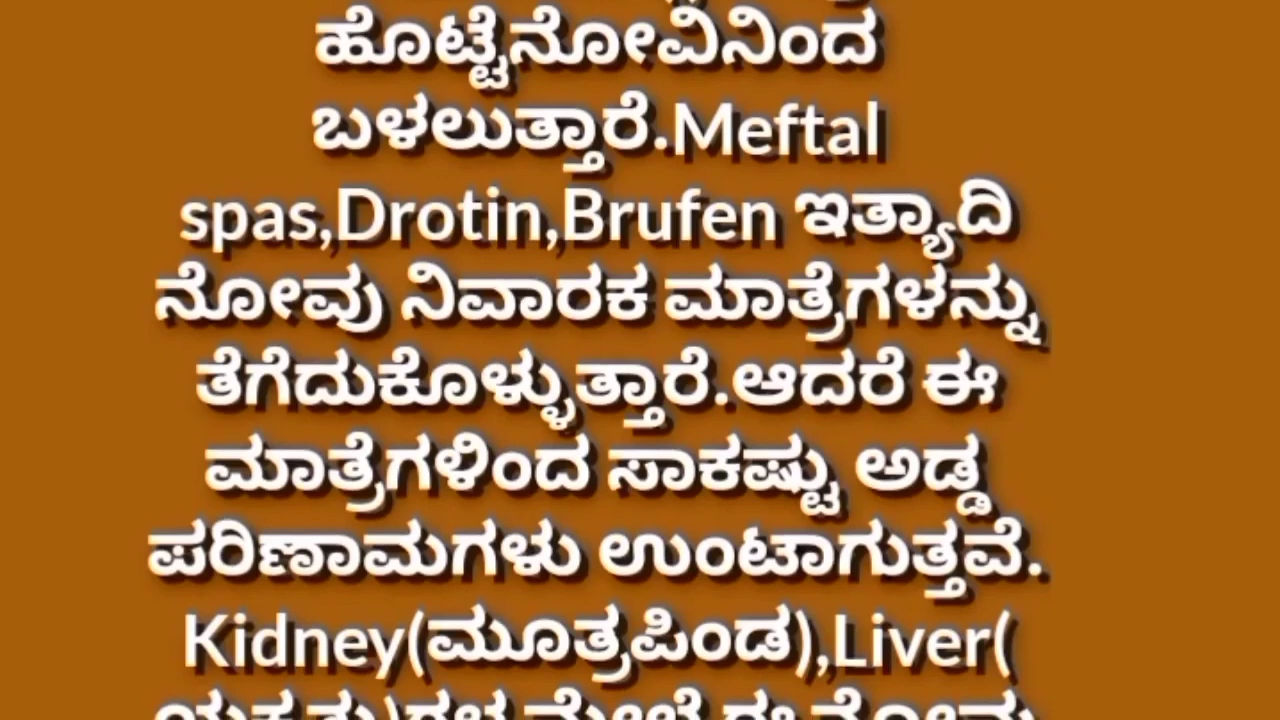 ಹೊಟ್ಟೆನೋವಿನಿಂದ
ಬಳಲುತ್ತಾರೆ.Meftal
spas,Drotin,Brufen ಇತ್ಯಾದಿ
ನೋವು ನಿವಾರಕ ಮಾತ್ರೆಗಳನ್ನು
ತೆಗೆದುಕೊಳ್ಳುತ್ತಾರೆ.ಆದರೆ ಈ
ಮಾತ್ರೆಗಳಿಂದ ಸಾಕಷ್ಟು ಅಡ್ಡ
ಪರಿಣಾಮಗಳು ಉಂಟಾಗುತ್ತವೆ.
Kidney(ಮೂತ್ರಪಿಂಡ),Liver(